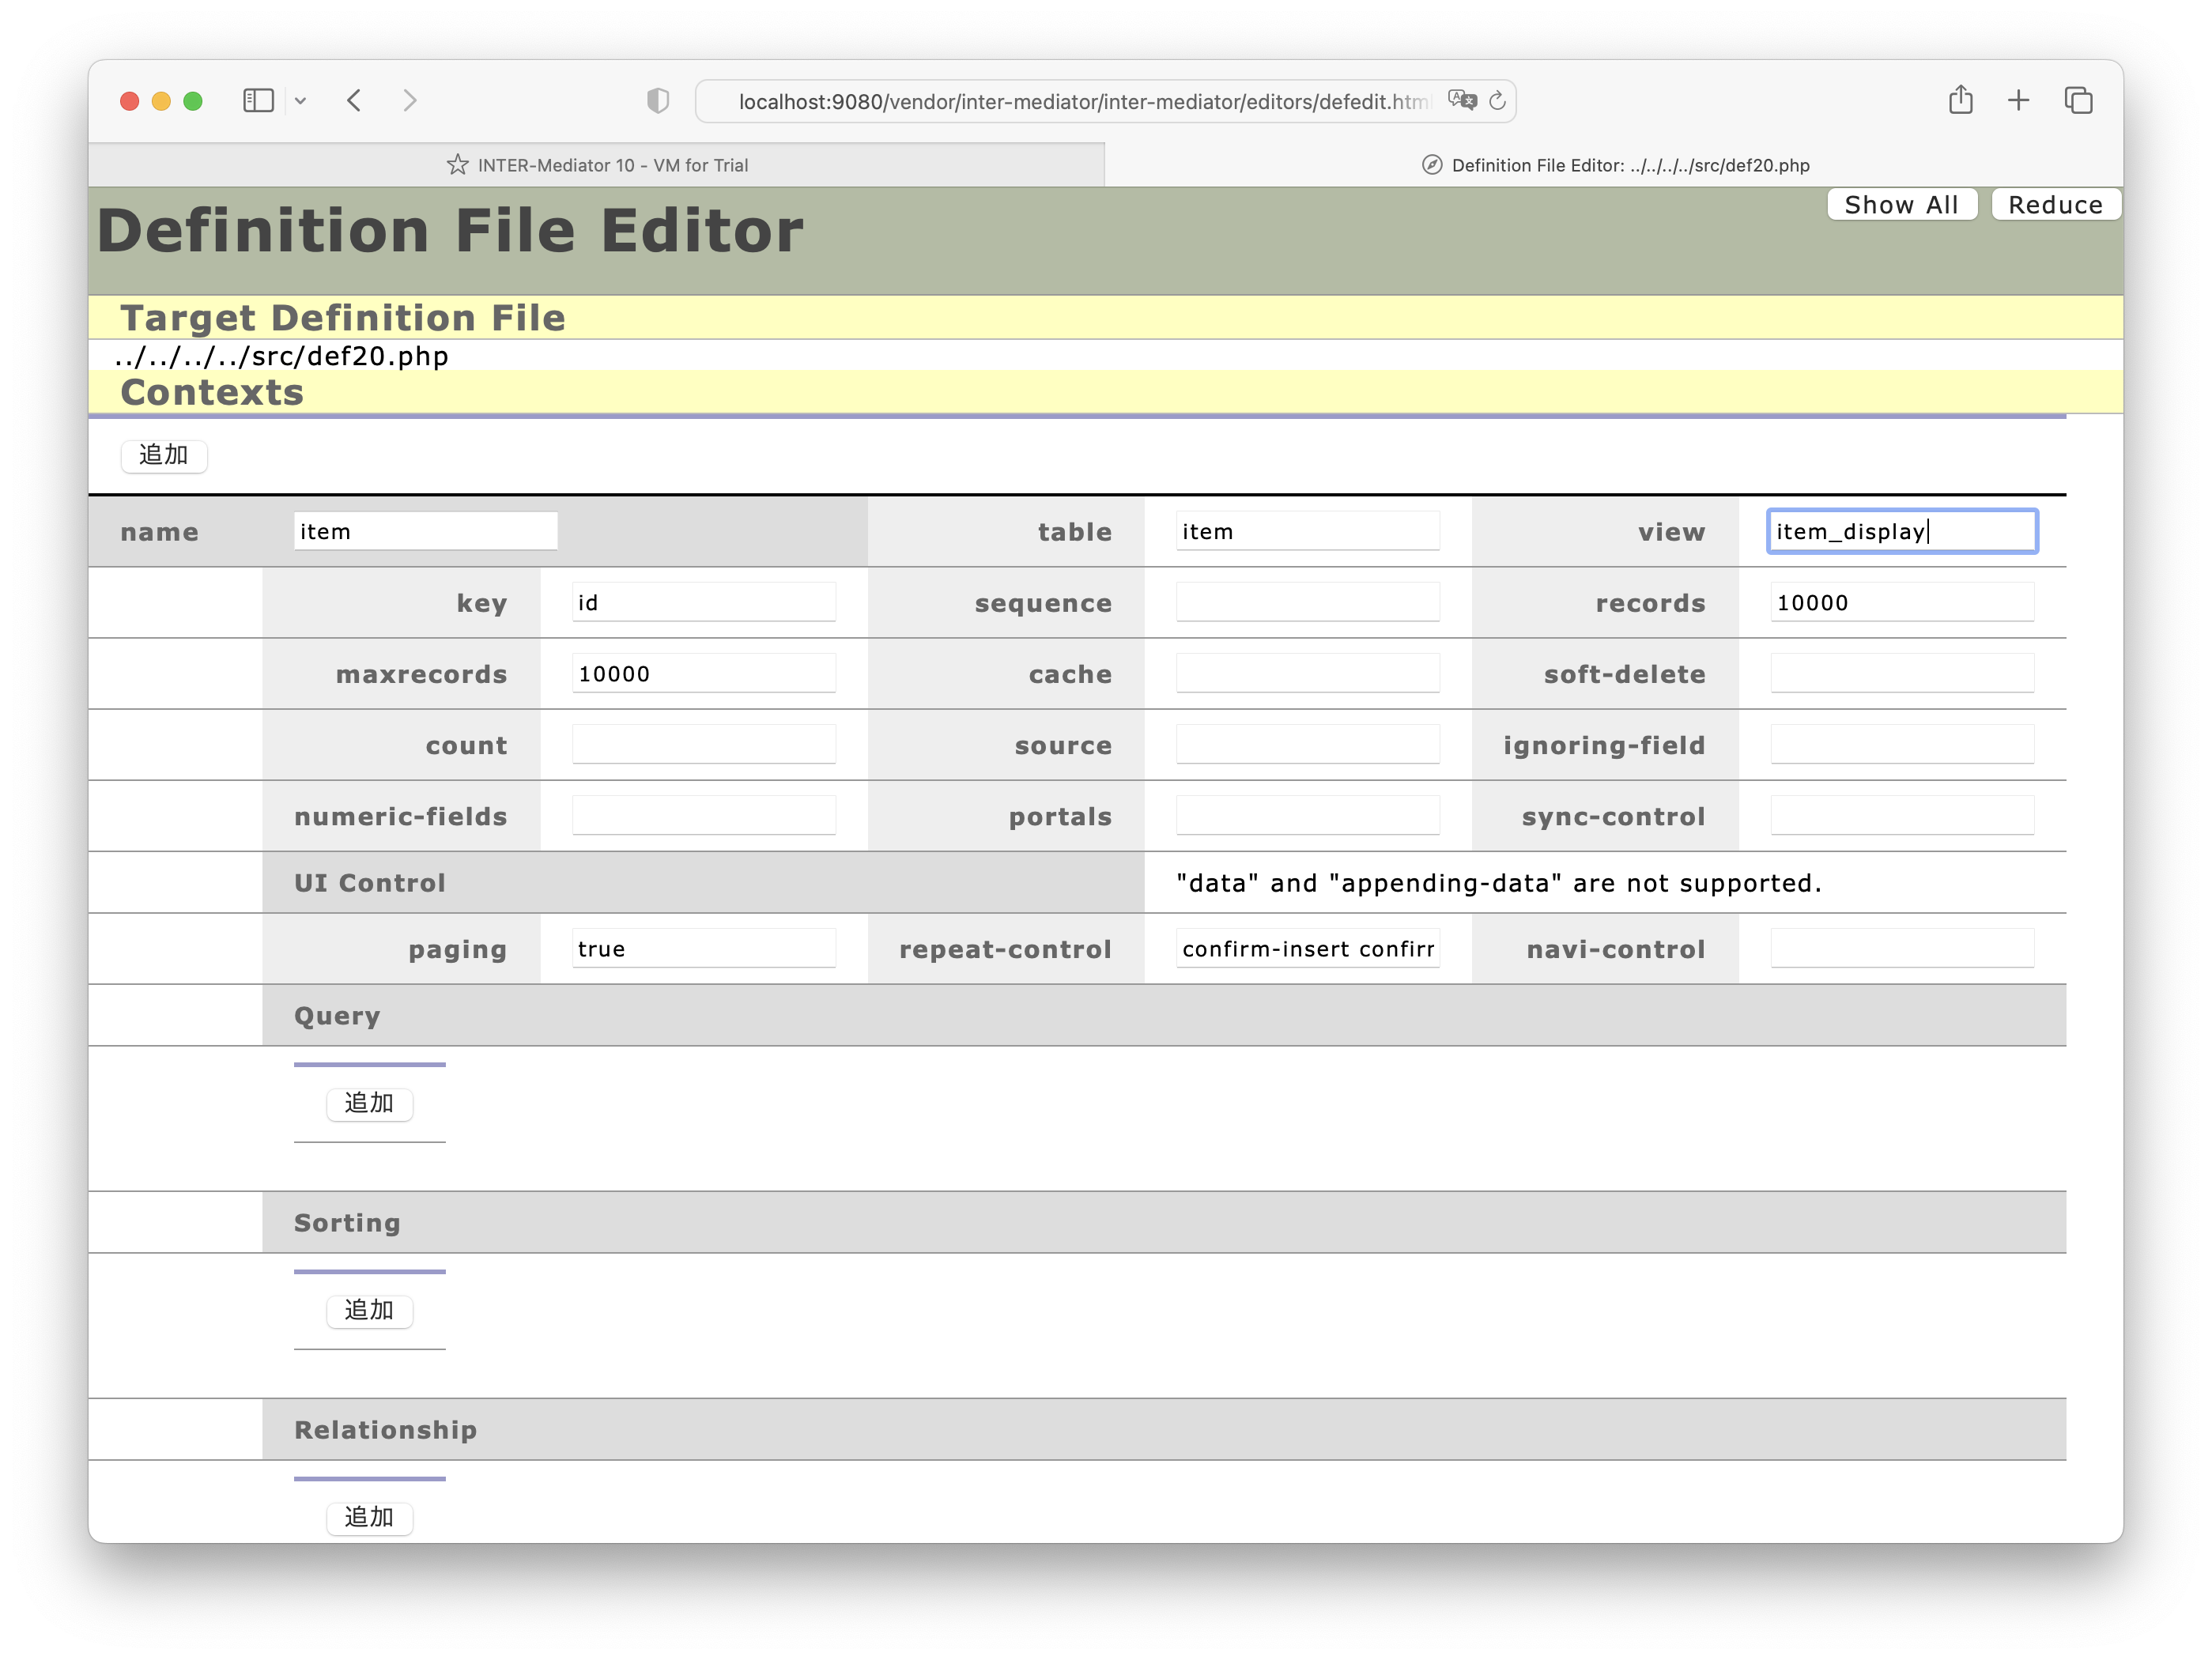 localhost:9080/vendor/inter-mediator/inter-mediator/editors/defedit.html
INTER-Mediator 10 - VM for Trial
Definition File Editor: ../../../../src/def20.php
Show All Reduce
Definition File Editor
Target Definition File
../../../../src/def20.php
Contexts
追加
name item table item view item_display
key id sequence records 10000
maxrecords 10000 cache soft-delete
count source ignoring-field
numeric-fields portals sync-control
UI Control "data" and "appending-data" are not supported.
paging true repeat-control confirm-insert navi-control
Query
追加
Sorting
追加
Relationship
追加